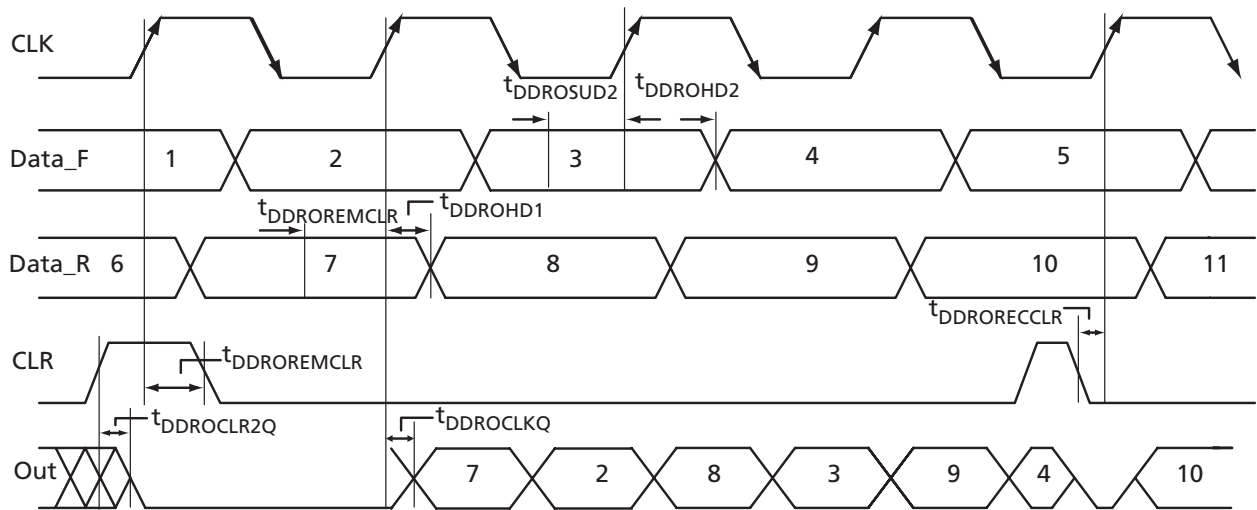 CLK
tDDROSUD2 tDDROHD2
Data_F 1 2 3 4 5
tDDROREMCLR tDDROHD1
Data_R 6 7 8 9 10 11
tDDRORECCLR
CLR tDDROREMCLR
tDDROCLR2Q tDDROCLKQ
Out 7 2 8 3 9 4 10